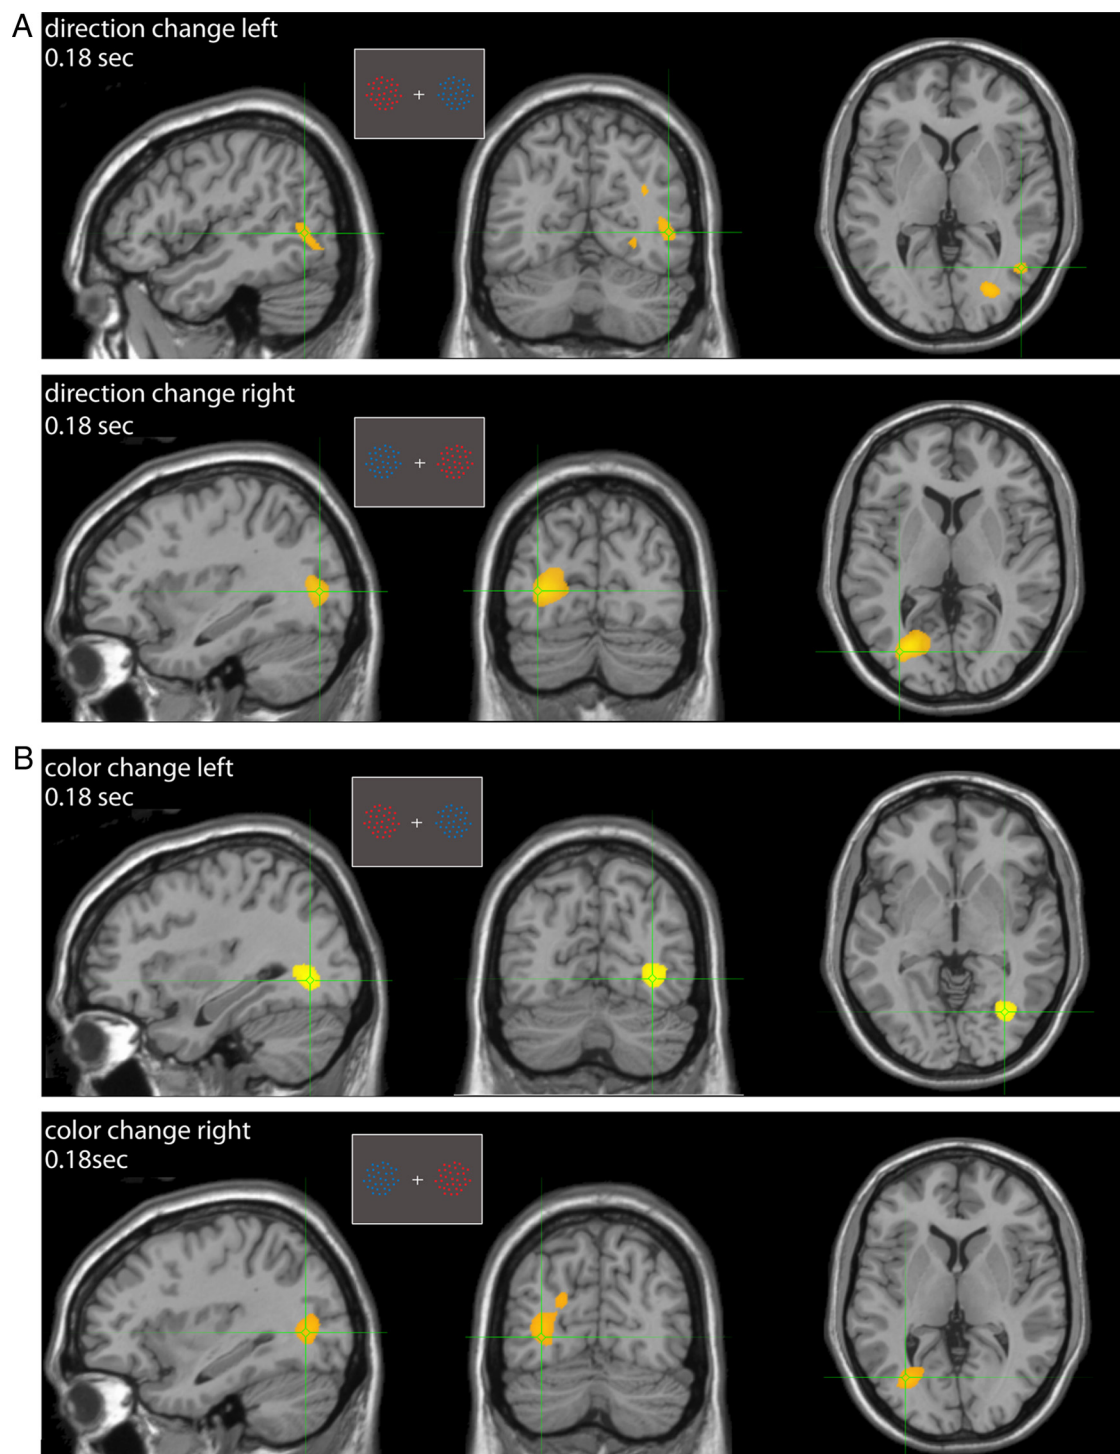 A
direction change left
0.18 sec
direction change right
0.18 sec
B
color change left
0.18 sec
color change right
0.18sec